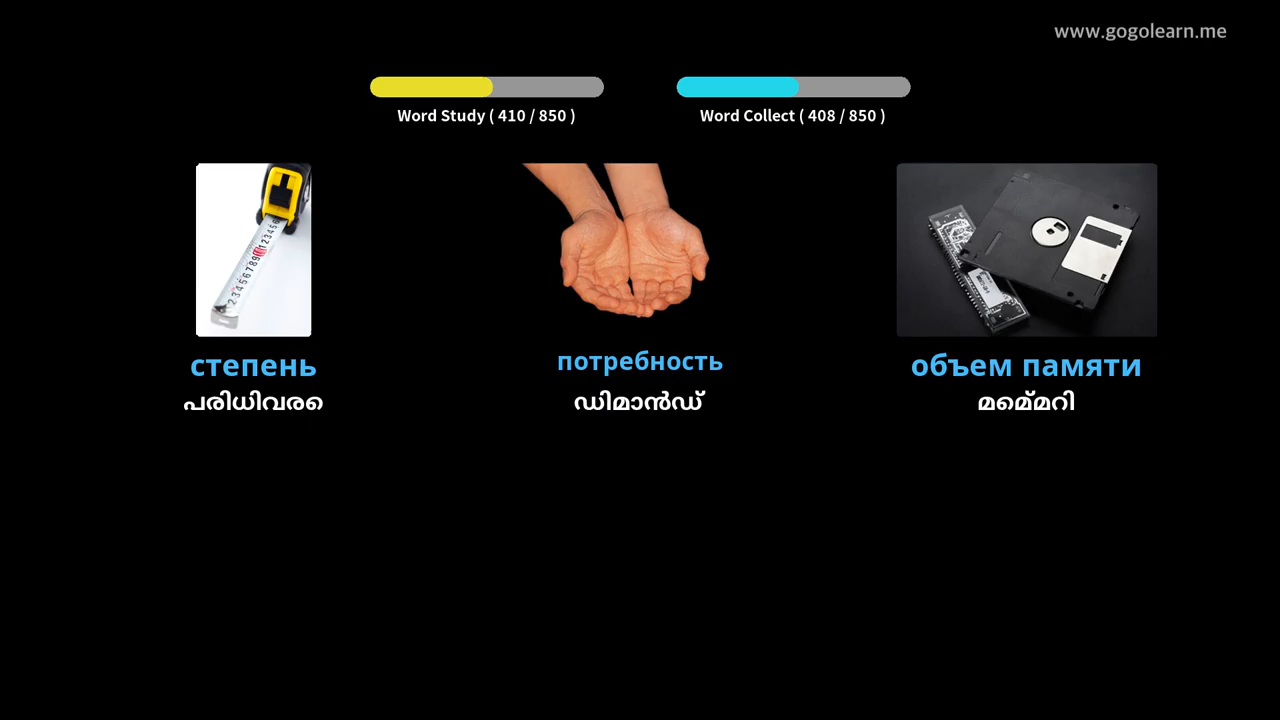 www.gogolearn.me
Word Study ( 410 / 850 )
Word Collect ( 408 / 850 )
степень
потребность
объем памяти
പരിധിവരെ
ഡിമാൻഡ്
മെമ്മറി